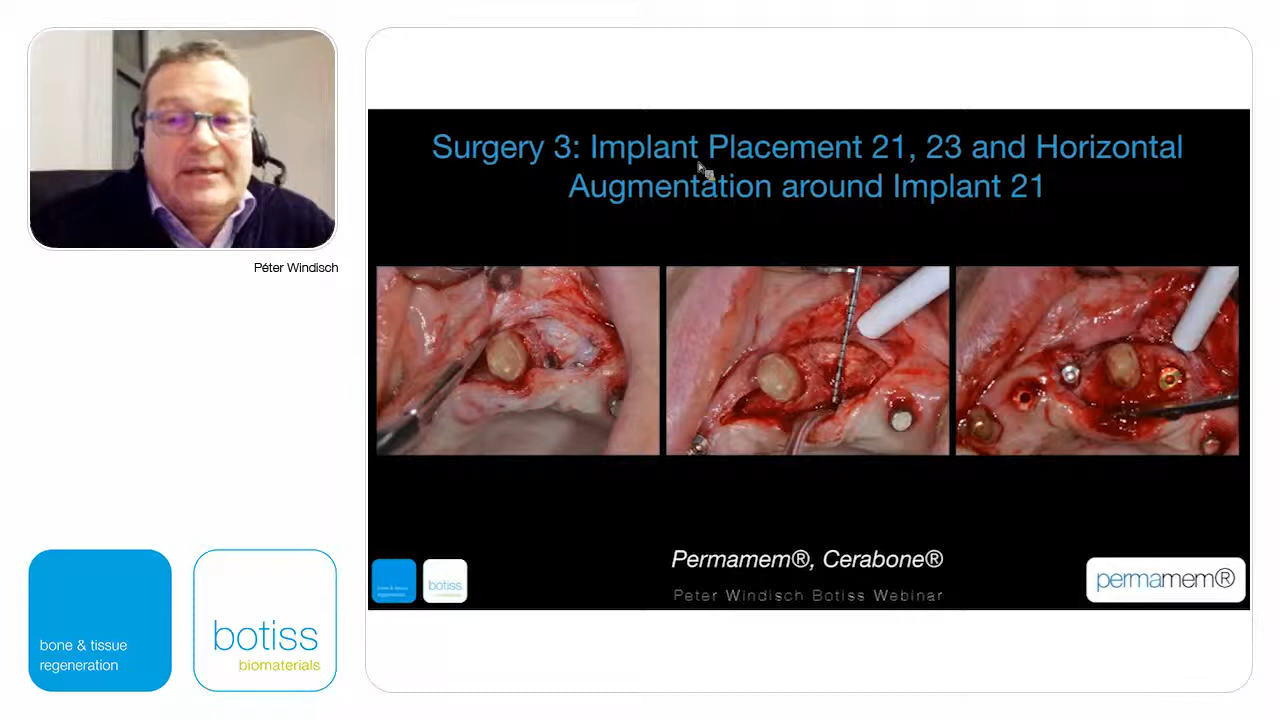 Surgery 3: Implant Placement 21, 23 and Horizontal
Augmentation around Implant 21
Péter Windisch
Permamem®, Cerabone®
Peter Windisch Botiss Webinar
permamem®
botiss
bone & tissue
regeneration
botiss
biomaterials